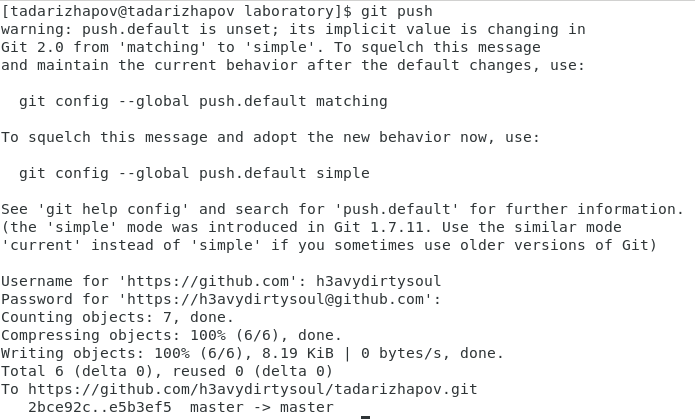 [tadarizhapov@tadarizhapov laboratory]$ git push
warning: push.default is unset; its implicit value is changing in
Git 2.0 from 'matching' to 'simple'. To squelch this message
and maintain the current behavior after the default changes, use:
git config --global push.default matching
To squelch this message and adopt the new behavior now, use:
git config --global push.default simple
See 'git help config' and search for 'push.default' for further information.
(the 'simple' mode was introduced in Git 1.7.11. Use the similar mode
'current' instead of 'simple' if you sometimes use older versions of Git)
Username for 'https://github.com': h3avydirtysoul
Password for 'https://h3avydirtysoul@github.com':
Counting objects: 7, done.
Compressing objects: 100% (6/6), done.
Writing objects: 100% (6/6), 8.19 KiB | 0 bytes/s, done.
Total 6 (delta 0), reused 0 (delta 0)
To https://github.com/h3avydirtysoul/tadarizhapov.git
2bce92c..e5b3ef5  master -> master